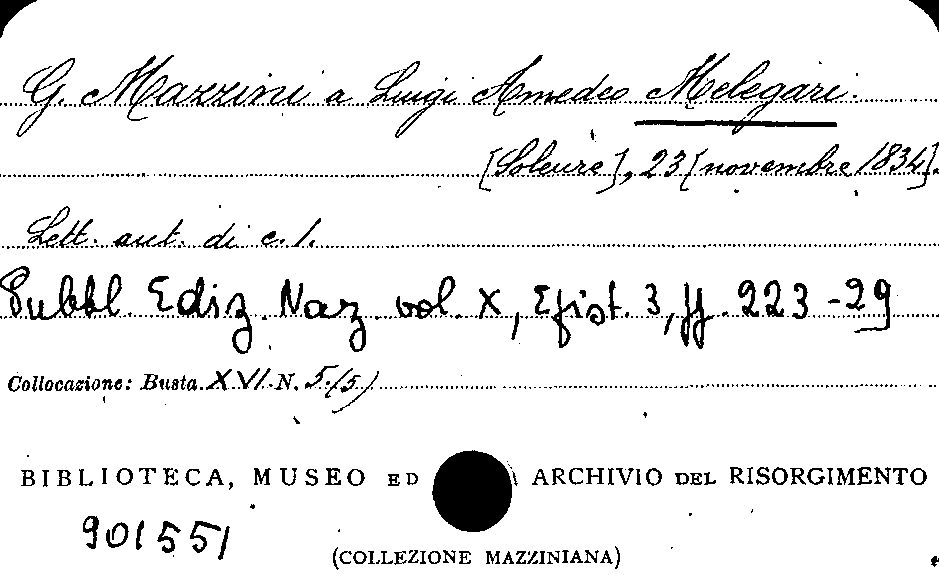 G. Mazzini a Luigi Amedeo Melegari.
[Soleure], 23 [novembre 1834].
Lett. aut. di c. 1.
Pubbl. Ediz. Naz. vol. X, Epist. 3, pp. 223-29
Collocazione: Busta XVI N. 5/5)
BIBLIOTECA, MUSEO ED ARCHIVIO DEL RISORGIMENTO
901551
(COLLEZIONE MAZZINIANA)